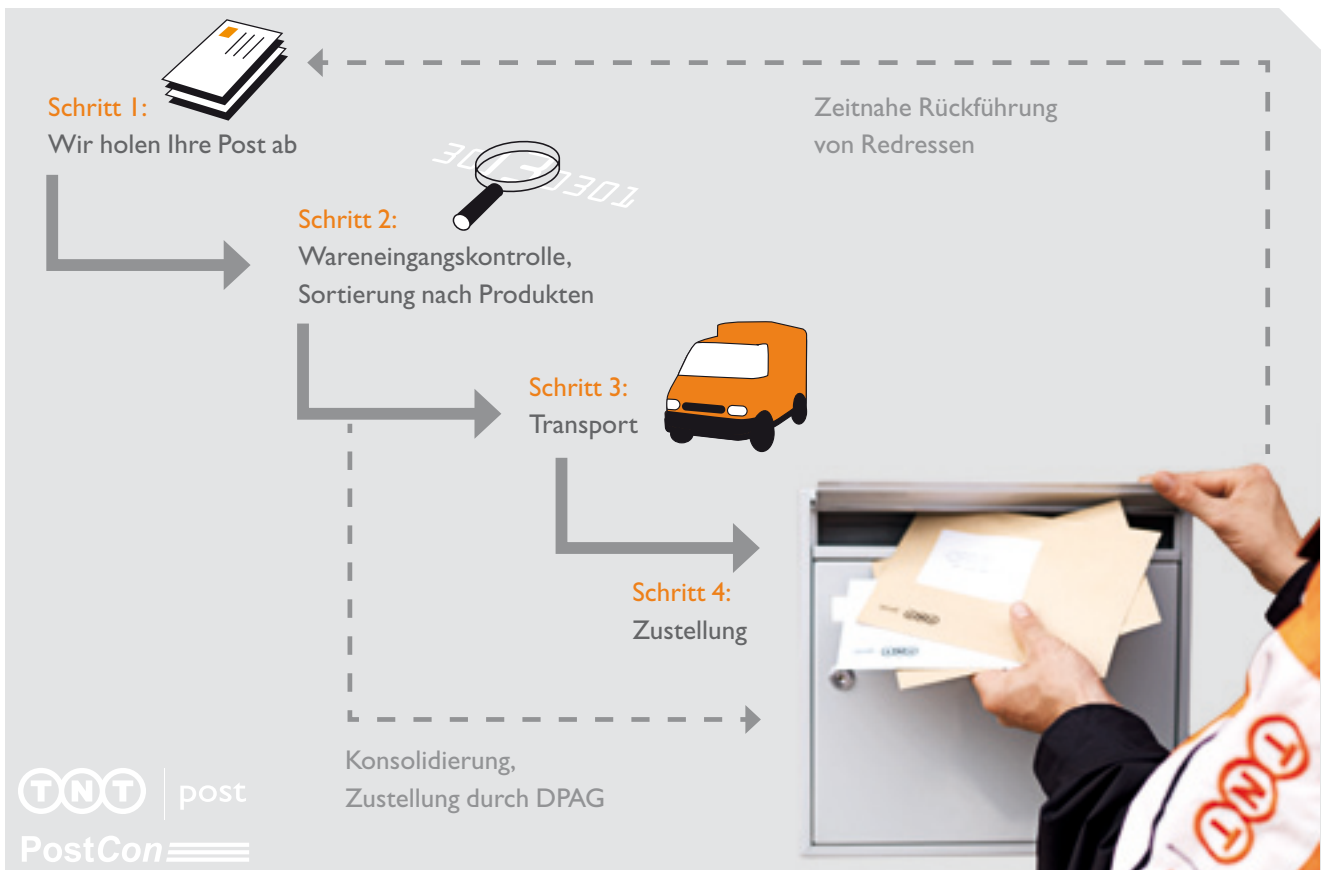 Schritt 1:
Wir holen Ihre Post ab
Zeitnahe Rückführung
von Redressen
Schritt 2:
Wareneingangskontrolle,
Sortierung nach Produkten
Schritt 3:
Transport
Schritt 4:
Zustellung
Konsolidierung,
Zustellung durch DPAG
TNT post
PostCon
TNT